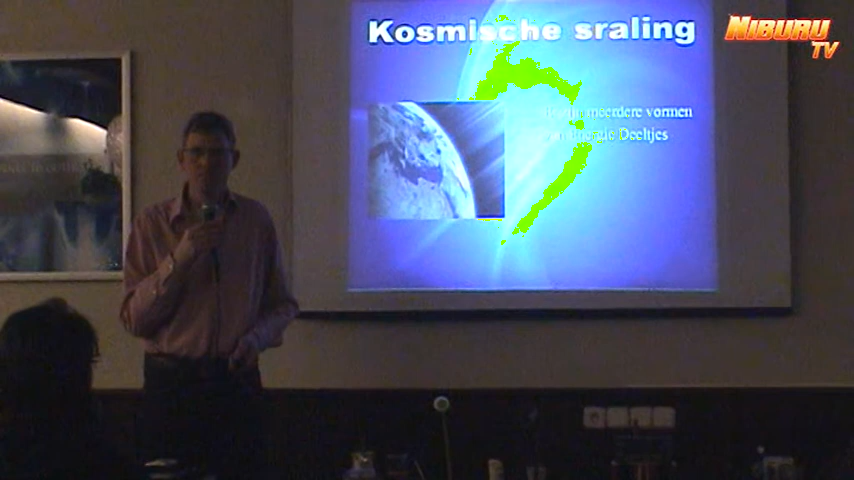 Kosmische sraling
NIBURU
TV
meerdere vormen
Deeltjes